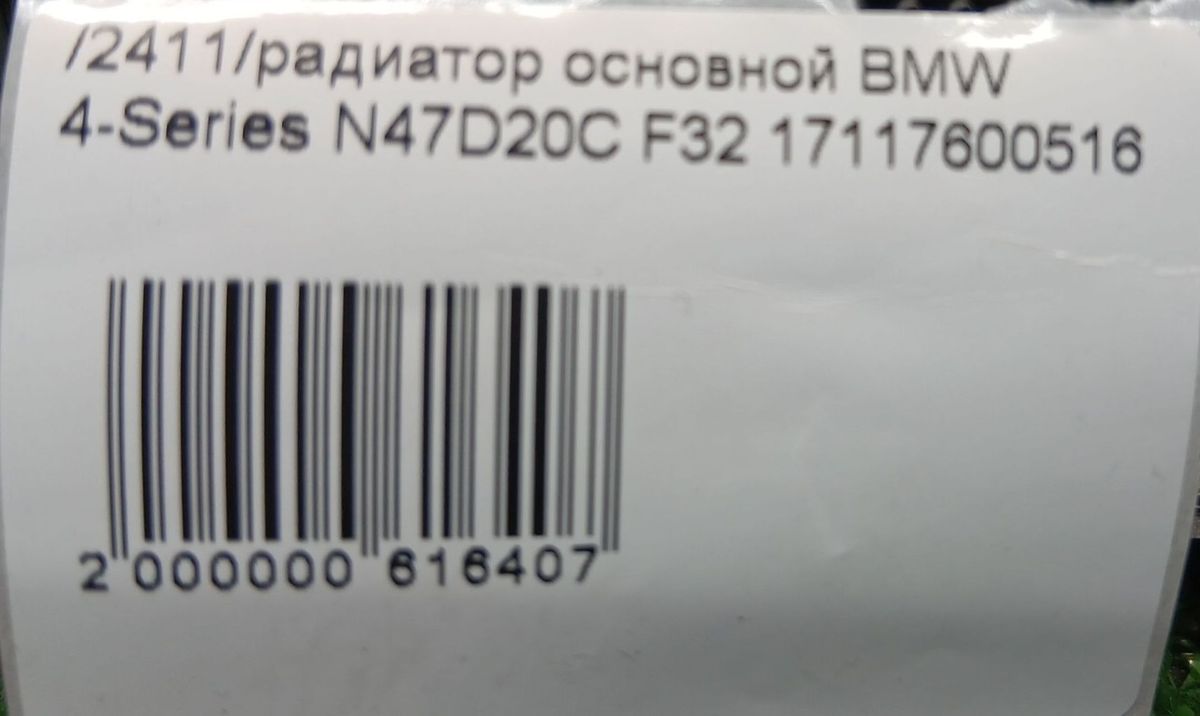 /2411/радиатор основной BMW
4-Series N47D20C F32 17117600516
2 000000 616407